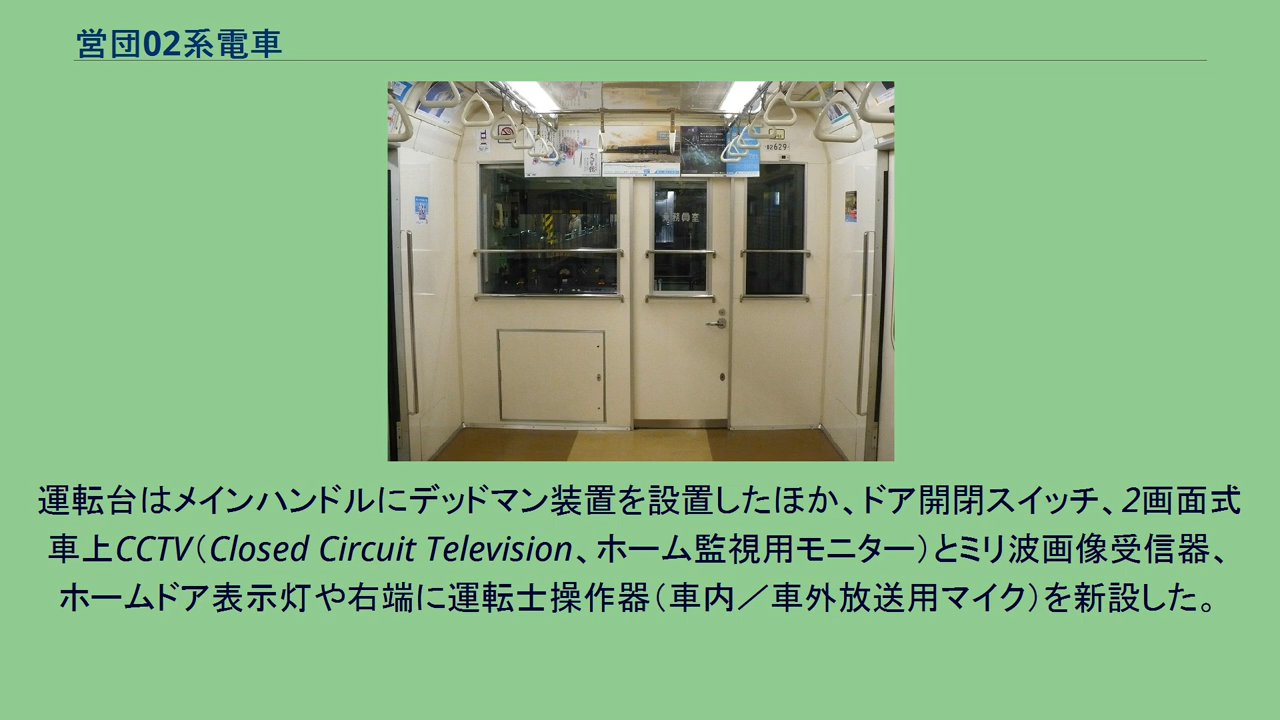 営団02系電車
02629
乗務員室
運転台はメインハンドルにデッドマン装置を設置したほか、ドア開閉スイッチ、2画面式
車上CCTV（Closed Circuit Television、ホーム監視用モニター）とミリ波画像受信器、
ホームドア表示灯や右端に運転士操作器（車内／車外放送用マイク）を新設した。